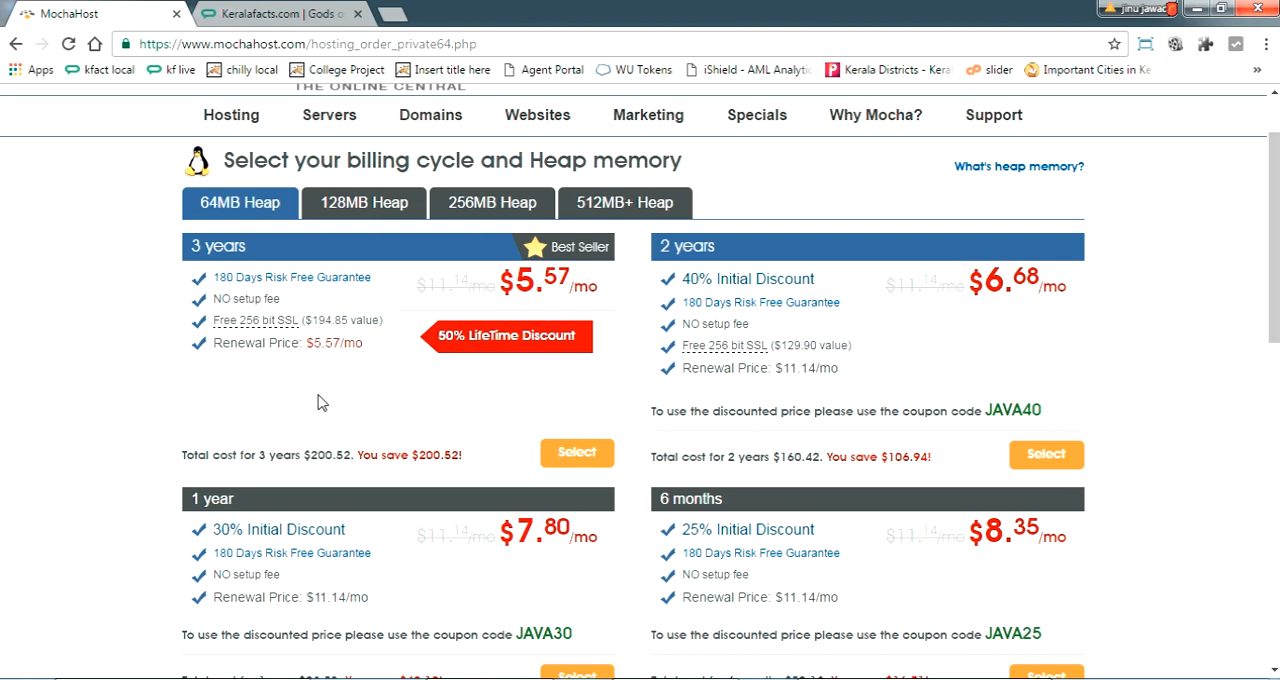 MochaHost
Keralafacts.com | Gods o
jinu jawad
https://www.mochahost.com/hosting_order_private64.php
Apps kfact local kf live chilly local College Project Insert title here Agent Portal WU Tokens iShield - AML Analytic Kerala Districts - Kera slider Important Cities in Ke »
THE ONLINE CENTRAL
Hosting Servers Domains Websites Marketing Specials Why Mocha? Support
Select your billing cycle and Heap memory
What's heap memory?
64MB Heap 128MB Heap 256MB Heap 512MB+ Heap
3 years Best Seller
180 Days Risk Free Guarantee
$11.14/mo $5.57/mo
NO setup fee
Free 256 bit SSL ($194.85 value)
50% LifeTime Discount
Renewal Price: $5.57/mo
Total cost for 3 years $200.52. You save $200.52!
Select
2 years
40% Initial Discount
$11.14/mo $6.68/mo
180 Days Risk Free Guarantee
NO setup fee
Free 256 bit SSL ($129.90 value)
Renewal Price: $11.14/mo
To use the discounted price please use the coupon code JAVA40
Total cost for 2 years $160.42. You save $106.94!
Select
1 year
30% Initial Discount
$11.14/mo $7.80/mo
180 Days Risk Free Guarantee
NO setup fee
Renewal Price: $11.14/mo
To use the discounted price please use the coupon code JAVA30
Select
6 months
25% Initial Discount
$11.14/mo $8.35/mo
180 Days Risk Free Guarantee
NO setup fee
Renewal Price: $11.14/mo
To use the discounted price please use the coupon code JAVA25
Select